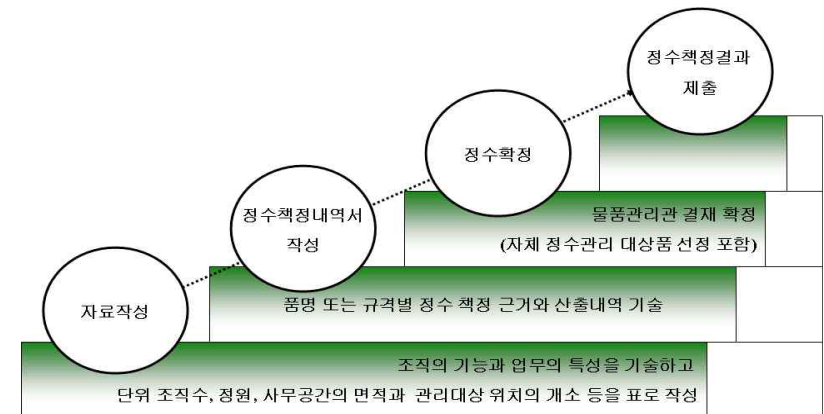 정수책정결과
제출
정수확정
물품관리관 결재 확정
(자체 정수관리 대상품 선정 포함)
정수책정내역서
작성
품명 또는 규격별 정수 책정 근거와 산출내역 기술
자료작성
조직의 기능과 업무의 특성을 기술하고
단위 조직수, 정원, 사무공간의 면적과 관리대상 위치의 개소 등을 표로 작성